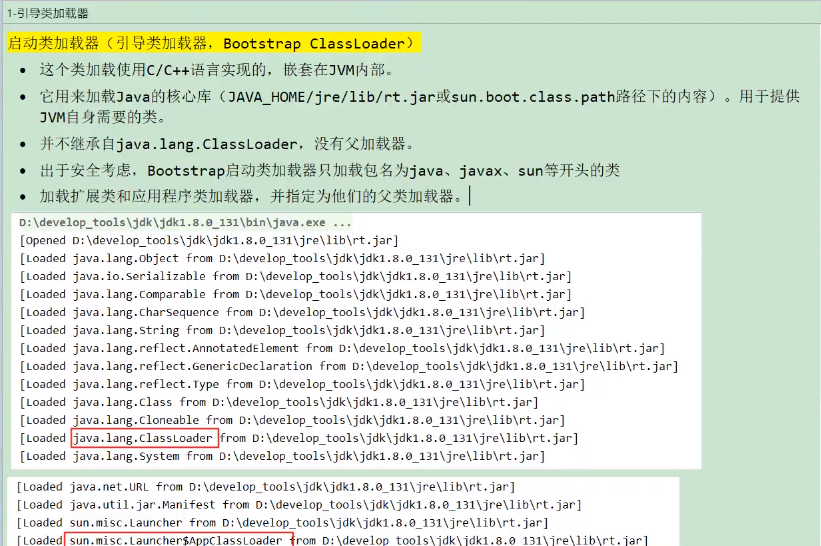 1-引导类加载器
启动类加载器（引导类加载器，Bootstrap ClassLoader）
• 这个类加载使用C/C++语言实现的，嵌套在JVM内部。
• 它用来加载Java的核心库（JAVA_HOME/jre/lib/rt.jar或sun.boot.class.path路径下的内容）。用于提供
JVM自身需要的类。
• 并不继承自java.lang.ClassLoader，没有父加载器。
• 出于安全考虑，Bootstrap启动类加载器只加载包名为java、javax、sun等开头的类
• 加载扩展类和应用程序类加载器，并指定为他们的父类加载器。
D:\develop_tools\jdk\jdk1.8.0_131\bin\java.exe ...
[Opened D:\develop_tools\jdk\jdk1.8.0_131\jre\lib\rt.jar]
[Loaded java.lang.Object from D:\develop_tools\jdk\jdk1.8.0_131\jre\lib\rt.jar]
[Loaded java.io.Serializable from D:\develop_tools\jdk\jdk1.8.0_131\jre\lib\rt.jar]
[Loaded java.lang.Comparable from D:\develop_tools\jdk\jdk1.8.0_131\jre\lib\rt.jar]
[Loaded java.lang.CharSequence from D:\develop_tools\jdk\jdk1.8.0_131\jre\lib\rt.jar]
[Loaded java.lang.String from D:\develop_tools\jdk\jdk1.8.0_131\jre\lib\rt.jar]
[Loaded java.lang.reflect.AnnotatedElement from D:\develop_tools\jdk\jdk1.8.0_131\jre\lib\rt.jar]
[Loaded java.lang.reflect.GenericDeclaration from D:\develop_tools\jdk\jdk1.8.0_131\jre\lib\rt.jar]
[Loaded java.lang.reflect.Type from D:\develop_tools\jdk\jdk1.8.0_131\jre\lib\rt.jar]
[Loaded java.lang.Class from D:\develop_tools\jdk\jdk1.8.0_131\jre\lib\rt.jar]
[Loaded java.lang.Cloneable from D:\develop_tools\jdk\jdk1.8.0_131\jre\lib\rt.jar]
[Loaded java.lang.ClassLoader from D:\develop_tools\jdk\jdk1.8.0_131\jre\lib\rt.jar]
[Loaded java.lang.System from D:\develop_tools\jdk\jdk1.8.0_131\jre\lib\rt.jar]
[Loaded java.net.URL from D:\develop_tools\jdk\jdk1.8.0_131\jre\lib\rt.jar]
[Loaded java.util.jar.Manifest from D:\develop_tools\jdk\jdk1.8.0_131\jre\lib\rt.jar]
[Loaded sun.misc.Launcher from D:\develop_tools\jdk\jdk1.8.0_131\jre\lib\rt.jar]
[Loaded sun.misc.Launcher$AppClassLoader from D:\develop_tools\jdk\jdk1.8.0_131\jre\lib\rt.jar]